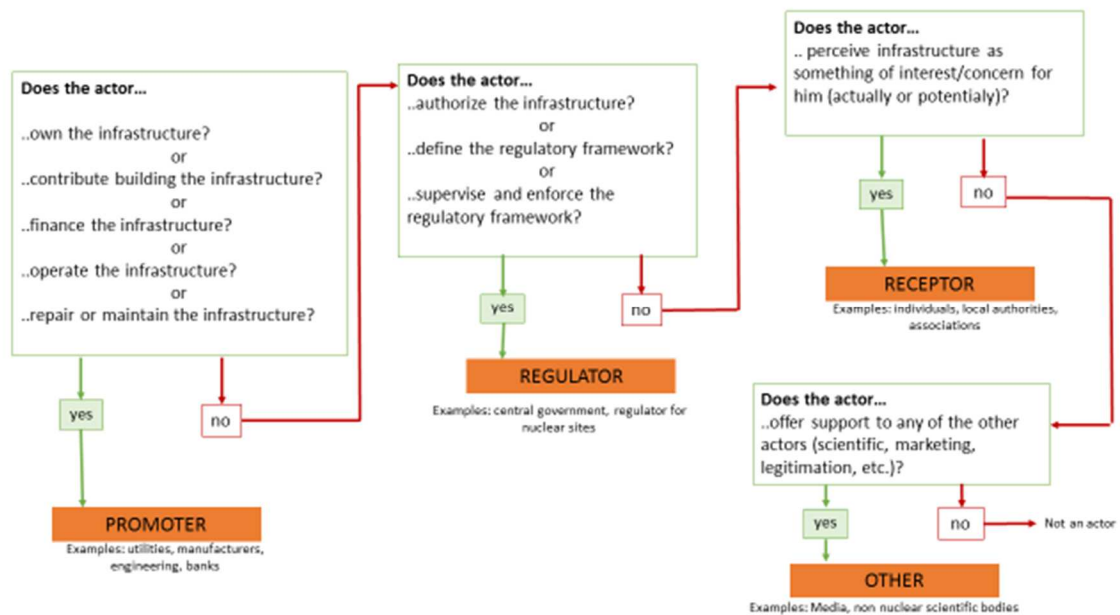 Does the actor...
..own the infrastructure?
or
..contribute building the infrastructure?
or
..finance the infrastructure?
or
..operate the infrastructure?
or
..repair or maintain the infrastructure?
yes
no
PROMOTER
Examples: utilities, manufacturers,
engineering, banks
Does the actor...
..authorize the infrastructure?
or
..define the regulatory framework?
or
..supervise and enforce the
regulatory framework?
yes
no
REGULATOR
Examples: central government, regulator for
nuclear sites
Does the actor...
.. perceive infrastructure as
something of interest/concern for
him (actually or potentialy)?
yes
no
RECEPTOR
Examples: individuals, local authorities,
associations
Does the actor...
..offer support to any of the other
actors (scientific, marketing,
legitimation, etc.)?
yes
no
Not an actor
OTHER
Examples: Media, non nuclear scientific bodies